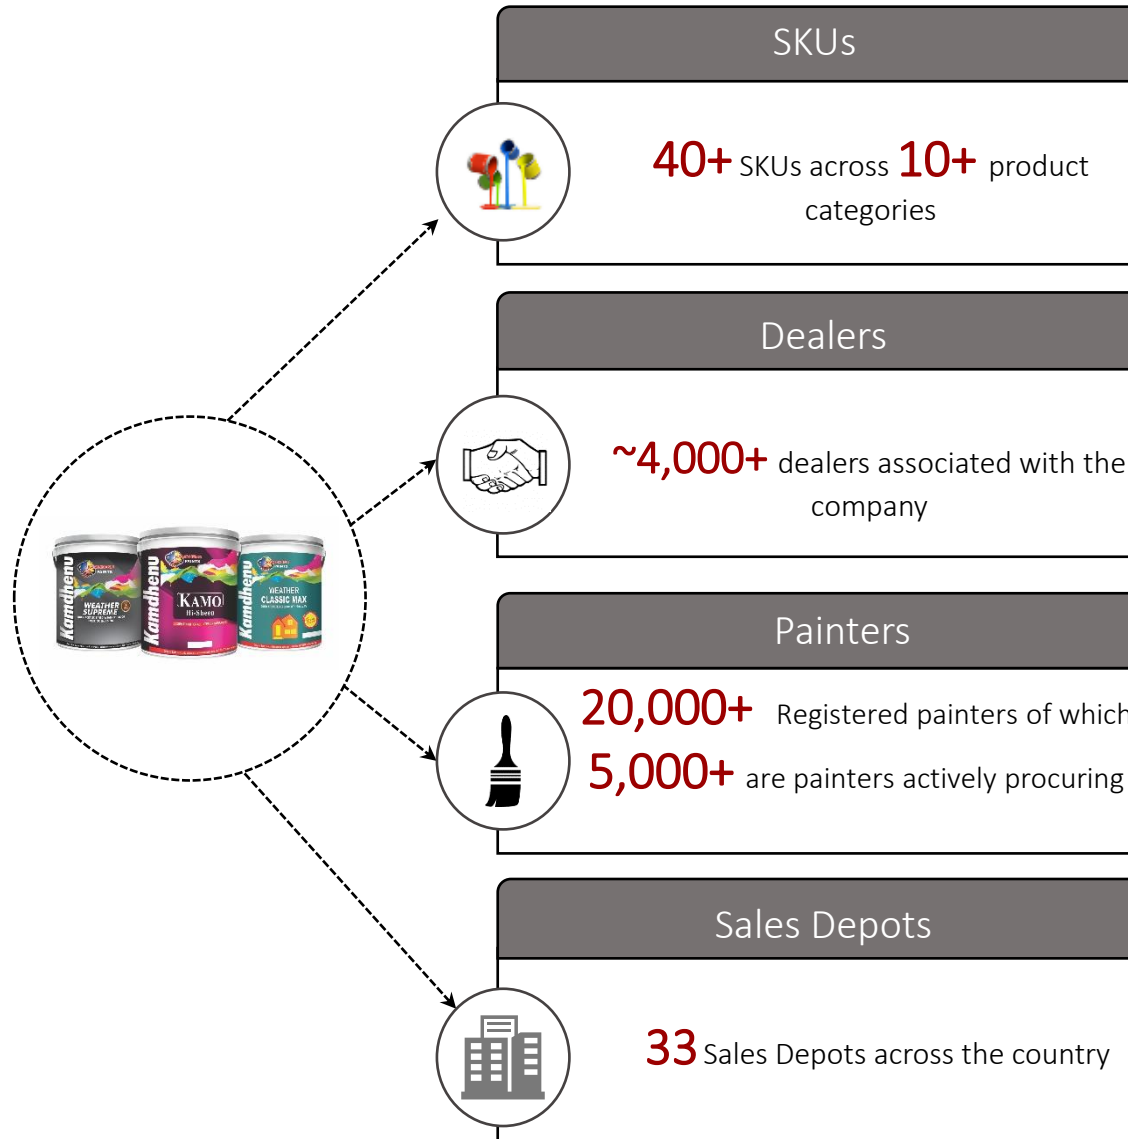 SKUs
40+ SKUs across 10+ product
categories
Dealers
~4,000+ dealers associated with the
company
Painters
20,000+ Registered painters of which
5,000+ are painters actively procuring
Sales Depots
33 Sales Depots across the country
Kamdhenu
WEATHER
SUPREME
Kamdhenu
KAMO
Hi-Sheen
Kamdhenu
WEATHER
CLASSIC MAX